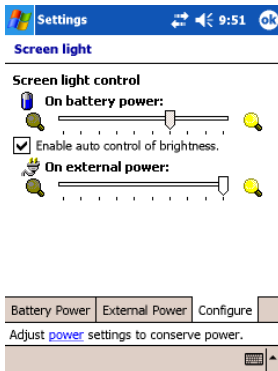 Settings 9:51 ok
Screen light
Screen light control
On battery power:
Enable auto control of brightness.
On external power:
Battery Power External Power Configure
Adjust power settings to conserve power.